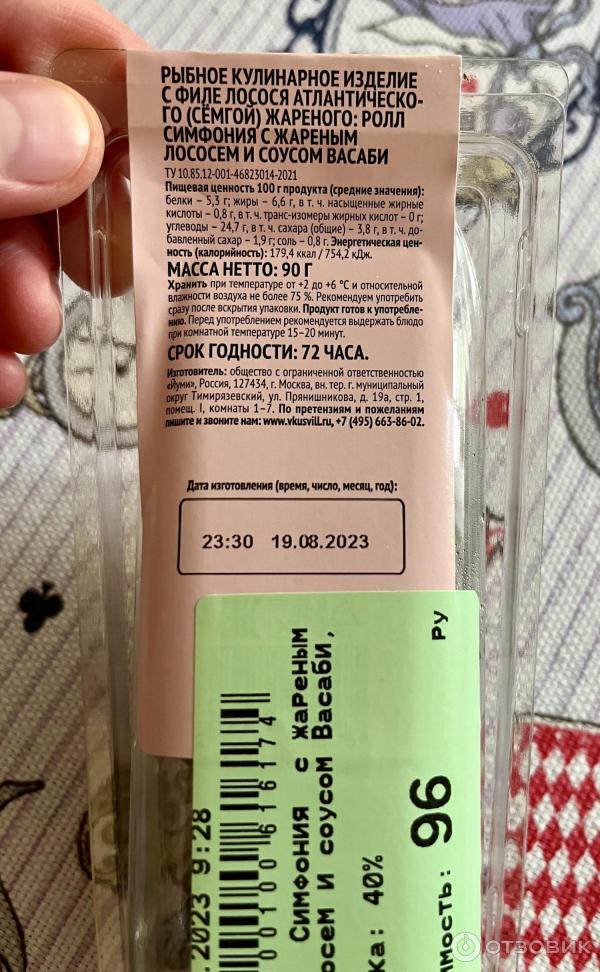 РЫБНОЕ КУЛИНАРНОЕ ИЗДЕЛИЕ
С ФИЛЕ ЛОСОСЯ АТЛАНТИЧЕСКО-
ГО (СЁМГОЙ) ЖАРЕНОГО: РОЛЛ
СИМФОНИЯ С ЖАРЕНЫМ
ЛОСОСЕМ И СОУСОМ ВАСАБИ
ТУ 10.85.12-001-46823014-2021
Пищевая ценность 100 г продукта (средние значения):
белки – 5,3 г; жиры – 6,6 г, в т. ч. насыщенные жирные
кислоты – 0,8 г, в т. ч. транс-изомеры жирных кислот – 0 г;
углеводы – 24,7 г, в т. ч. сахара (общие) – 3,8 г, в т. ч. до-
бавленный сахар – 1,9 г; соль – 0,8 г. Энергетическая цен-
ность (калорийность): 179,4 ккал / 754,2 кДж.
МАССА НЕТТО: 90 Г
Хранить при температуре от +2 до +6 °С и относительной
влажности воздуха не более 75 %. Рекомендуем употребить
сразу после вскрытия упаковки. Продукт готов к употребле-
нию. Перед употреблением рекомендуется выдержать блюдо
при комнатной температуре 15–20 минут.
СРОК ГОДНОСТИ: 72 ЧАСА.
Изготовитель: общество с ограниченной ответственностью
«Йуми», Россия, 127434, г. Москва, вн. тер. г. муниципальный
округ Тимирязевский, ул. Прянишникова, д. 19а, стр. 1,
помещ. I, комнаты 1–7. По претензиям и пожеланиям
пишите и звоните нам: www.vkusvill.ru, +7 (495) 663-86-02.
Дата изготовления (время, число, месяц, год):
23:30 19.08.2023
.2023 9:28
00100616174
Симфония с жареным
осем и соусом Васаби,
ка: 40%
имость: 96 Ру
отзовик